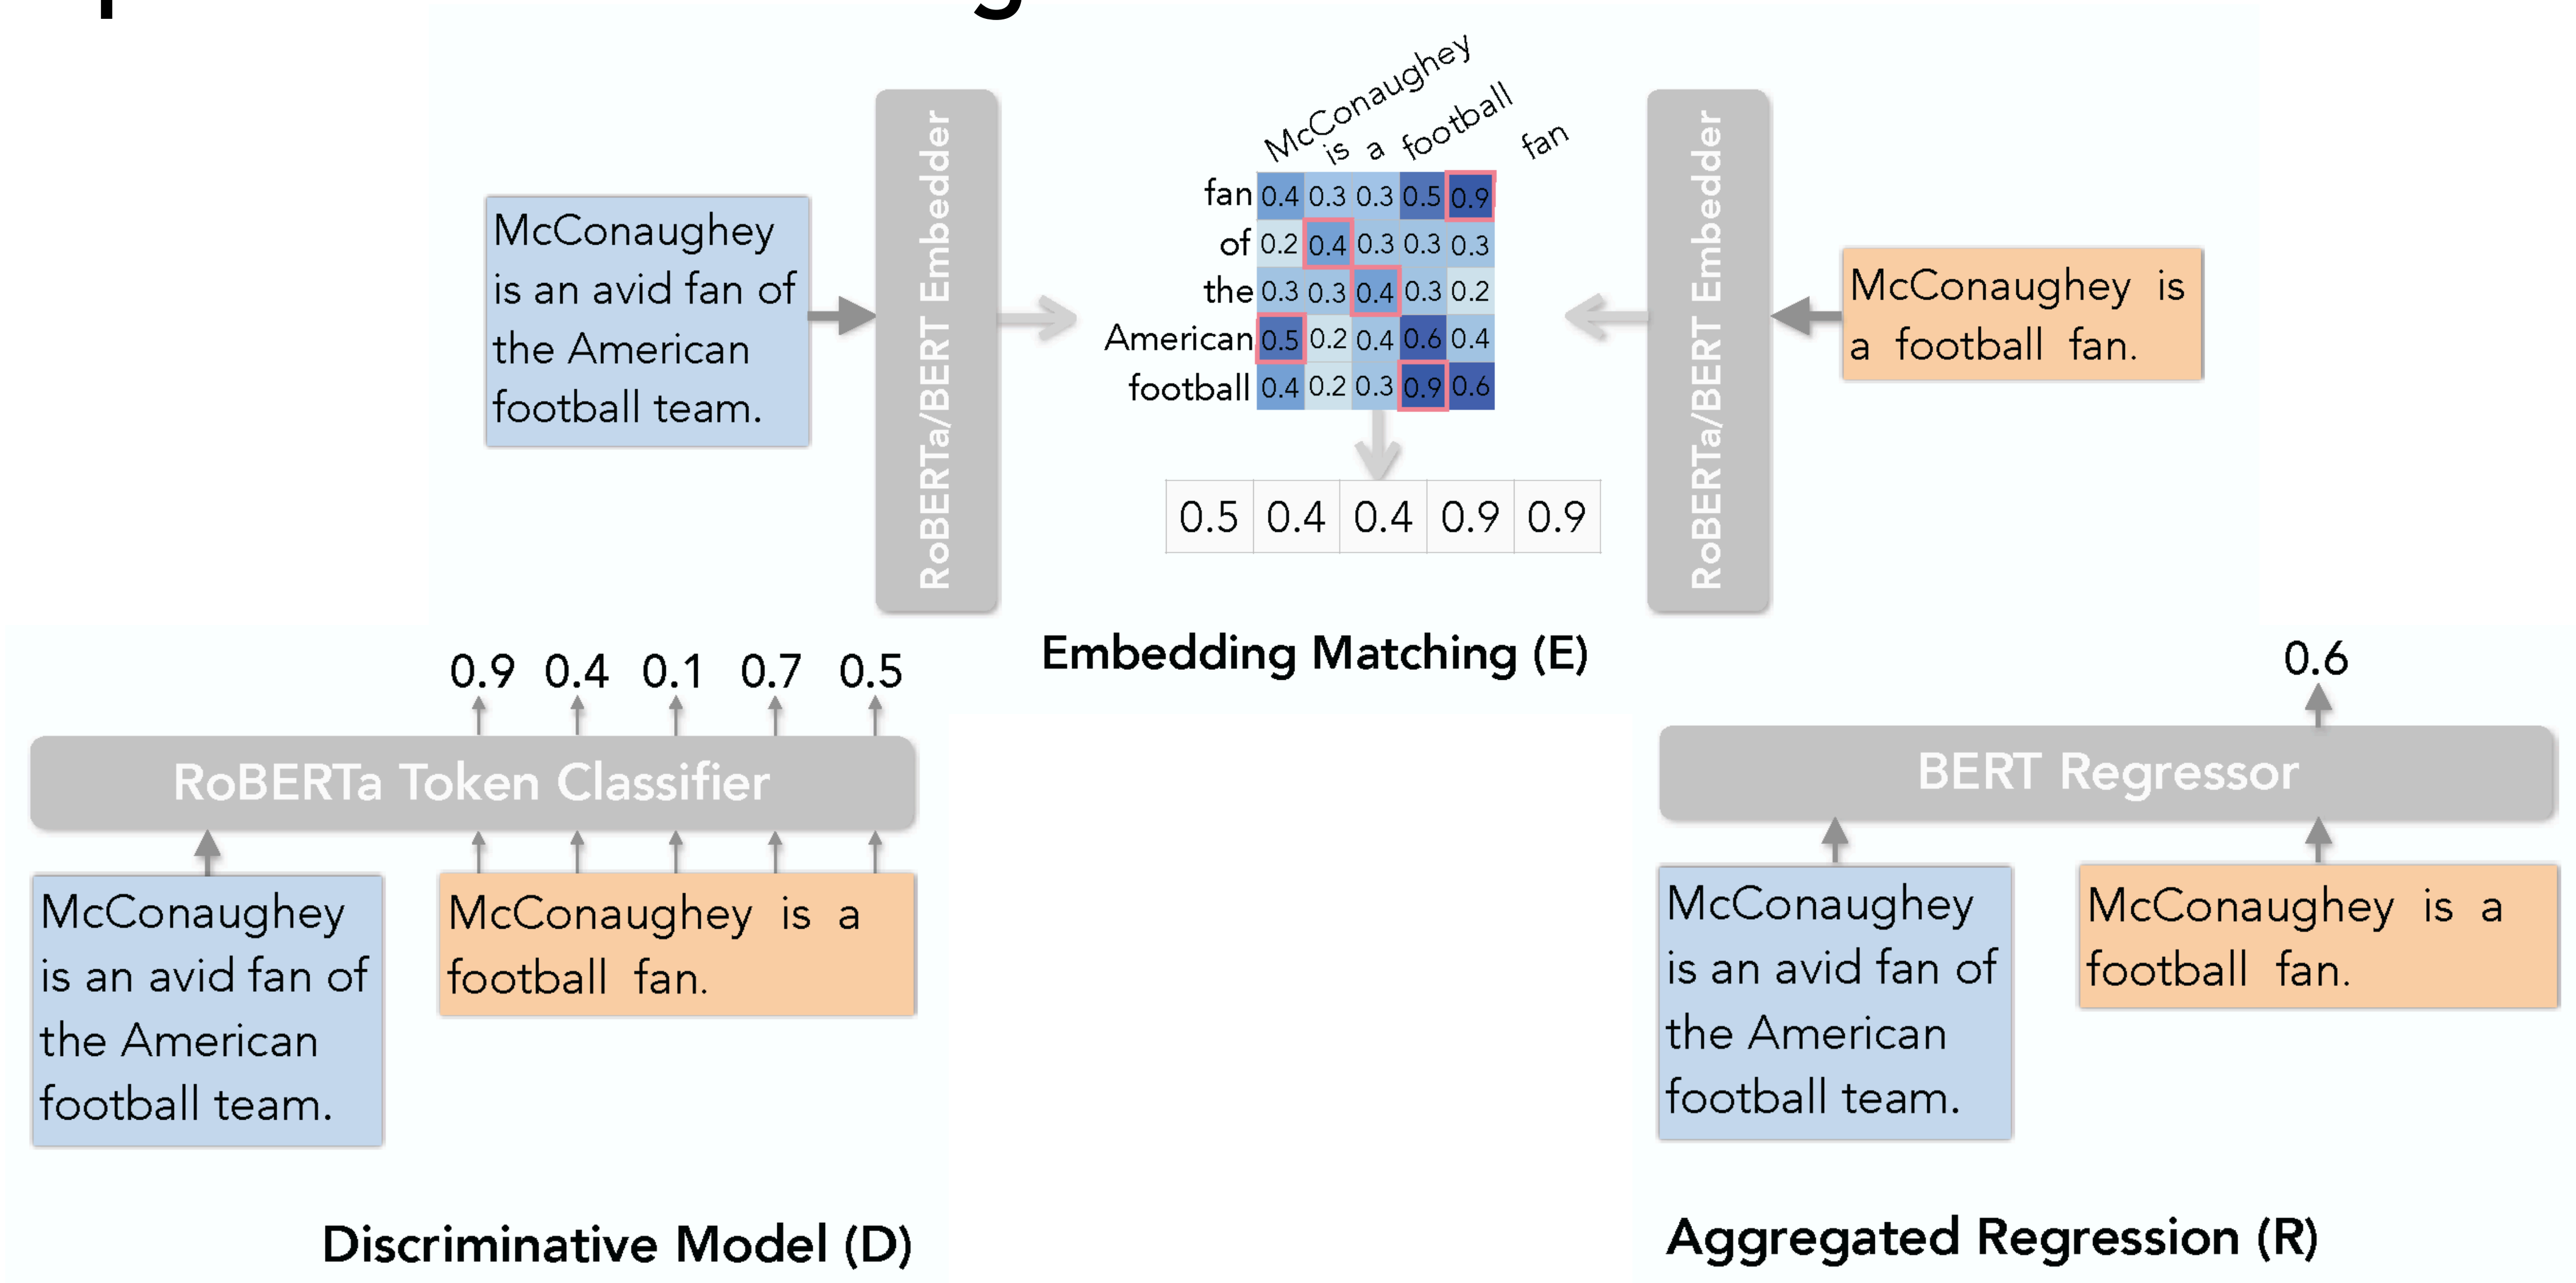 McConaughey
is an avid fan of
the American
football team.
RoBERTa/BERT Embedder
McConaughey is a football fan
fan 0.4 0.3 0.3 0.5 0.9
of 0.2 0.4 0.3 0.3 0.3
the 0.3 0.3 0.4 0.3 0.2
American 0.5 0.2 0.4 0.6 0.4
football 0.4 0.2 0.3 0.9 0.6
0.5 0.4 0.4 0.9 0.9
RoBERTa/BERT Embedder
McConaughey is
a football fan.
Embedding Matching (E)
0.9 0.4 0.1 0.7 0.5
RoBERTa Token Classifier
McConaughey
is an avid fan of
the American
football team.
McConaughey is a
football fan.
Discriminative Model (D)
0.6
BERT Regressor
McConaughey
is an avid fan of
the American
football team.
McConaughey is a
football fan.
Aggregated Regression (R)